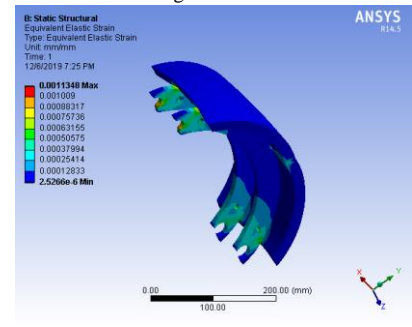 B: Static Structural
Equivalent Elastic Strain
Type: Equivalent Elastic Strain
Unit: mm/mm
Time: 1
12/6/2019 7:25 PM
0.0011348 Max
0.001009
0.00088317
0.00075736
0.00063155
0.00050575
0.00037994
0.00025414
0.00012833
2.5266e-6 Min
ANSYS
R14.5
0.00
200.00 (mm)
100.00
X
Y
Z